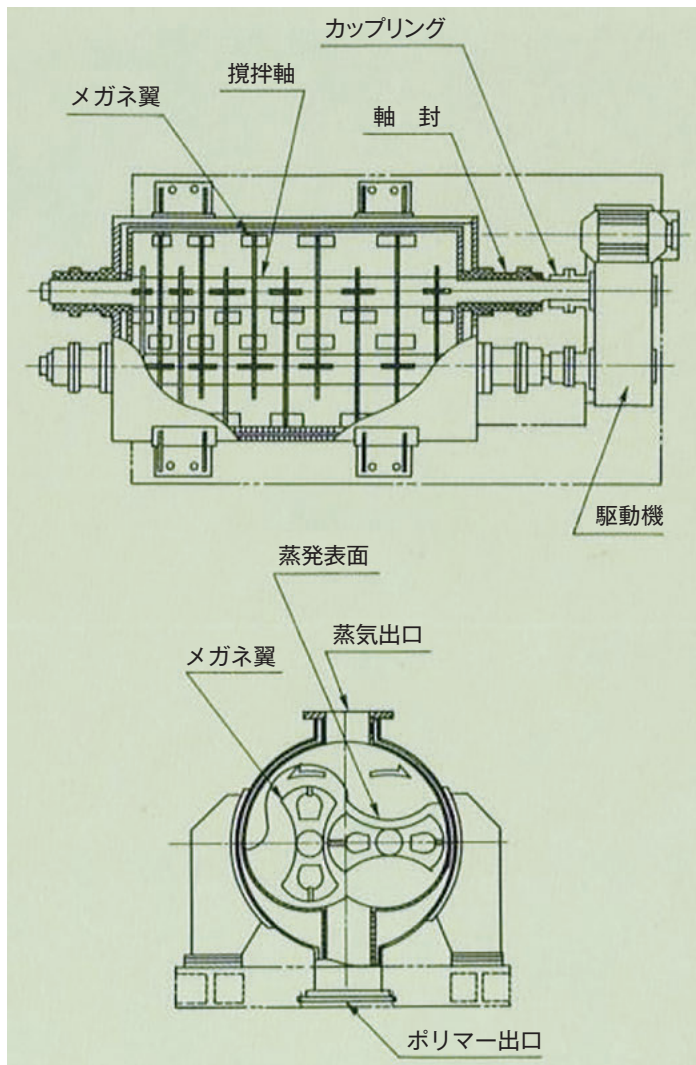 カップリング
撹拌軸
メガネ翼
軸 封
駆動機
蒸発表面
蒸気出口
メガネ翼
ポリマー出口